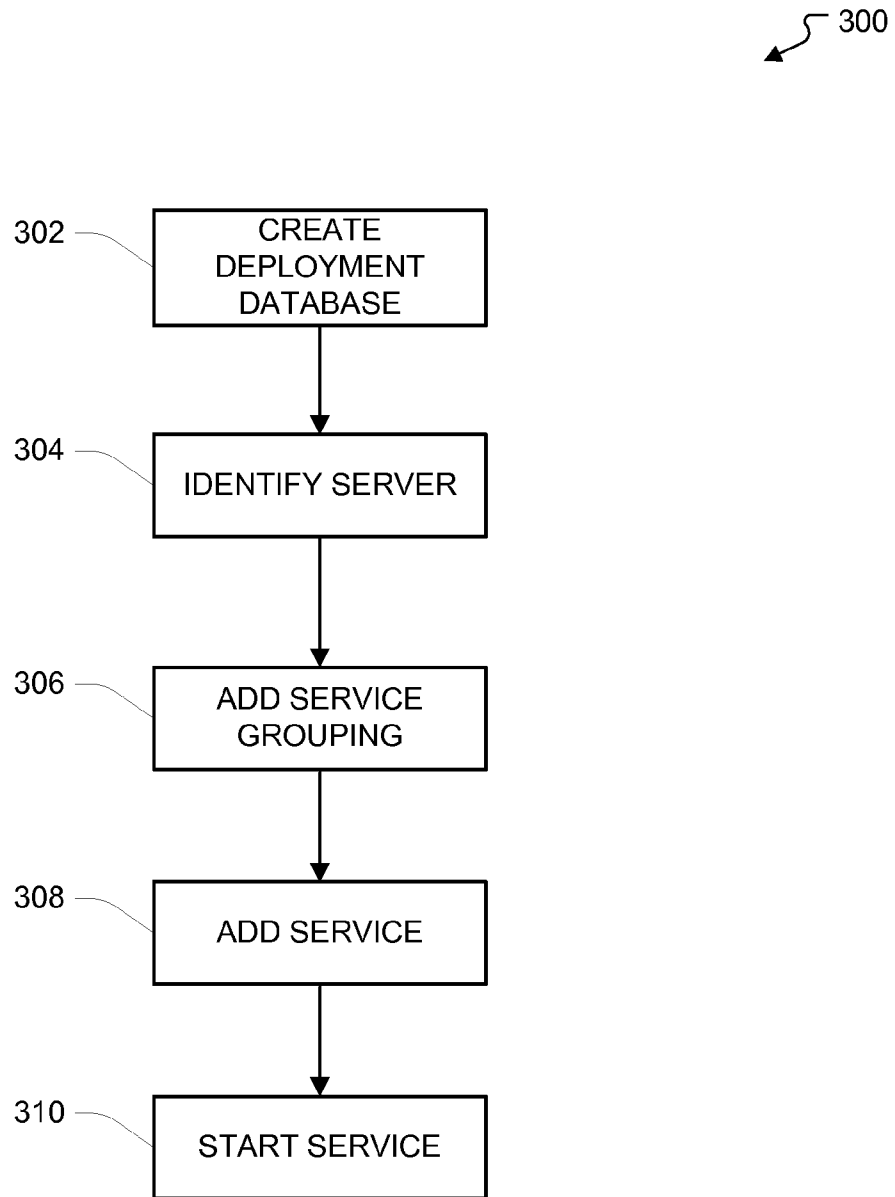 300
302
CREATE
DEPLOYMENT
DATABASE
304
IDENTIFY SERVER
306
ADD SERVICE
GROUPING
308
ADD SERVICE
310
START SERVICE